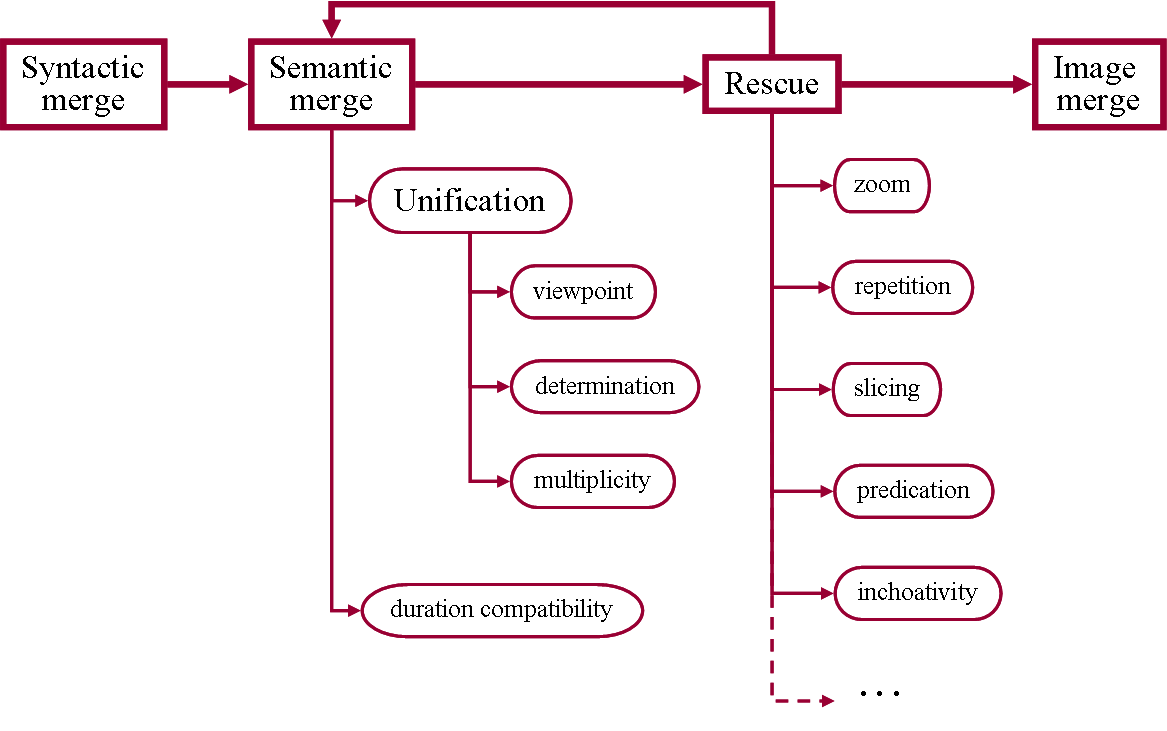 Syntactic
merge
Semantic
merge
Rescue
Image
merge
Unification
viewpoint
determination
multiplicity
duration compatibility
zoom
repetition
slicing
predication
inchoativity
...